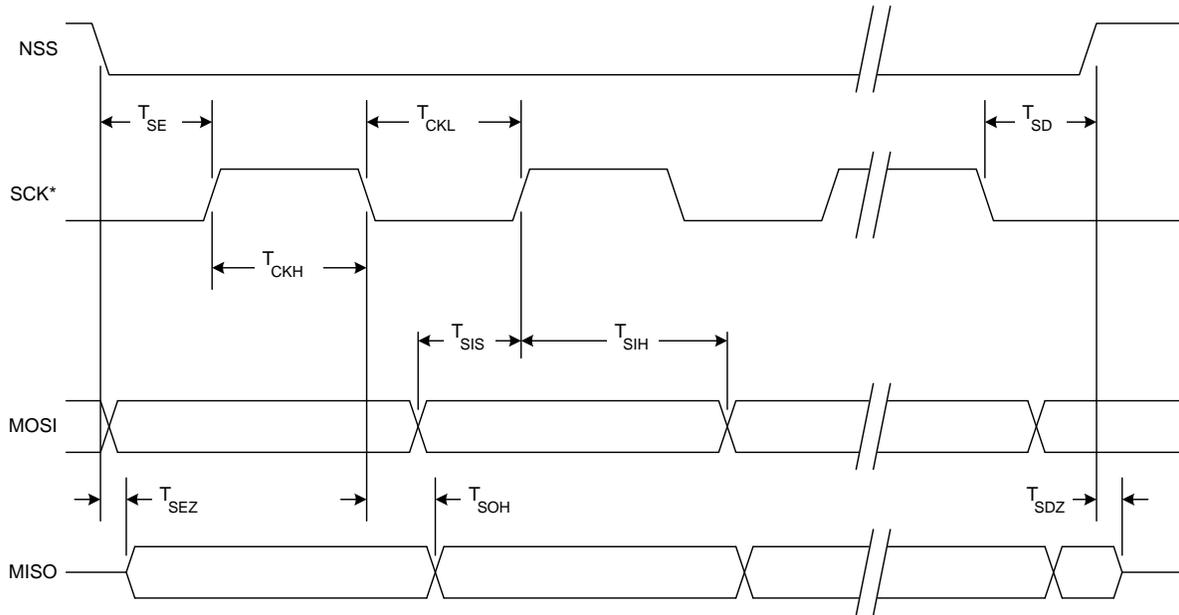 NSS
T_SE
T_CKL
T_SD
SCK*
T_CKH
T_SIS
T_SIH
MOSI
T_SEZ
T_SOH
T_SDZ
MISO